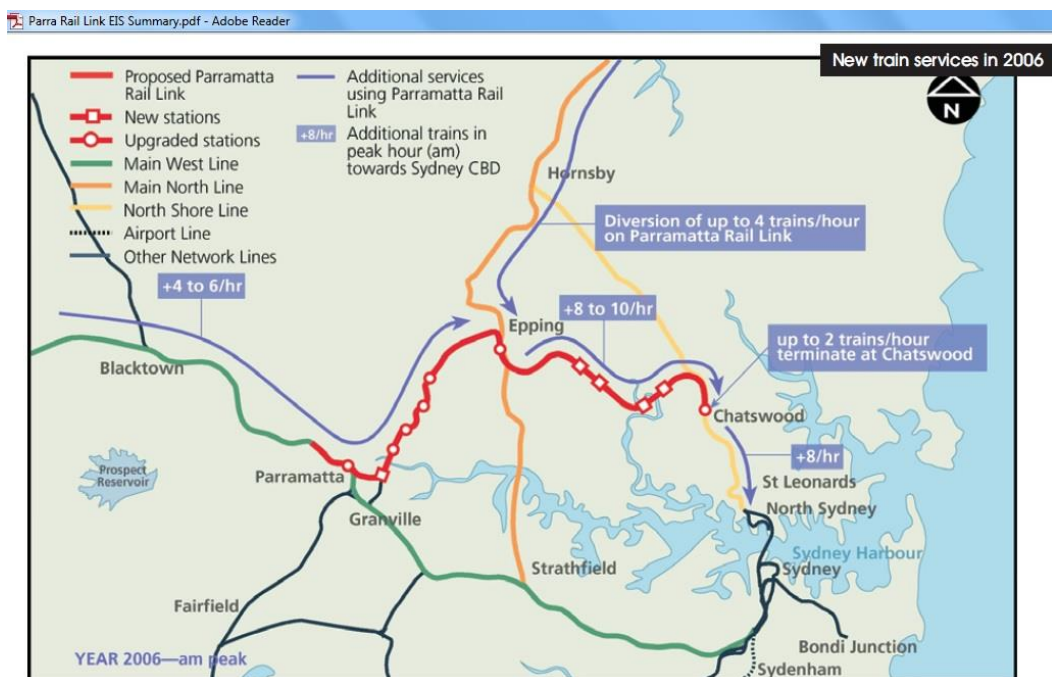 Parra Rail Link EIS Summary.pdf - Adobe Reader
New train services in 2006
Proposed Parramatta
Rail Link
New stations
Upgraded stations
Main West Line
Main North Line
North Shore Line
Airport Line
Other Network Lines
Additional services
using Parramatta Rail
Link
+8/hr
Additional trains in
peak hour (am)
towards Sydney CBD
N
Hornsby
Diversion of up to 4 trains/hour
on Parramatta Rail Link
+4 to 6/hr
+8 to 10/hr
Epping
up to 2 trains/hour
terminate at Chatswood
Blacktown
Chatswood
+8/hr
Prospect
Reservoir
Parramatta
St Leonards
Granville
North Sydney
Sydney Harbour
Strathfield
Sydney
Fairfield
Bondi Junction
YEAR 2006—am peak
Sydenham